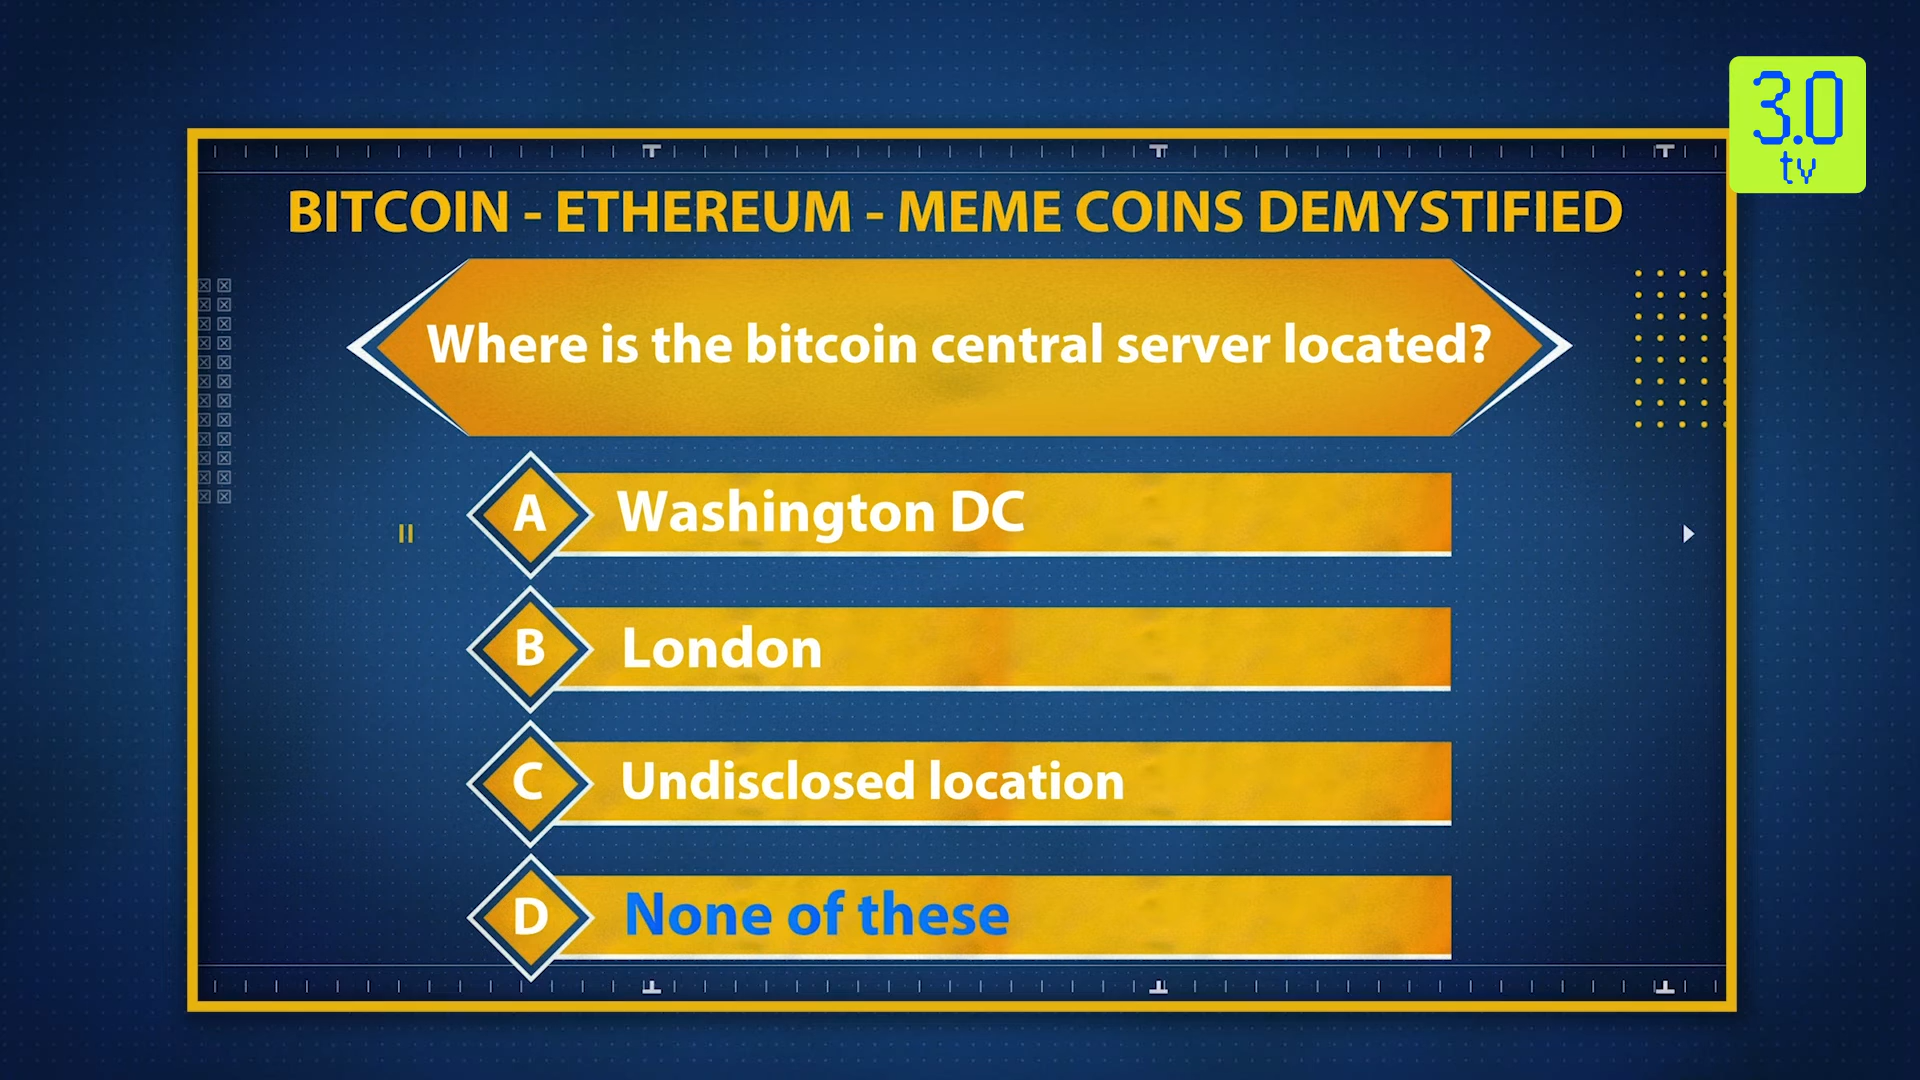 3.0
tv
BITCOIN - ETHEREUM - MEME COINS DEMYSTIFIED
Where is the bitcoin central server located?
A Washington DC
B London
C Undisclosed location
D None of these